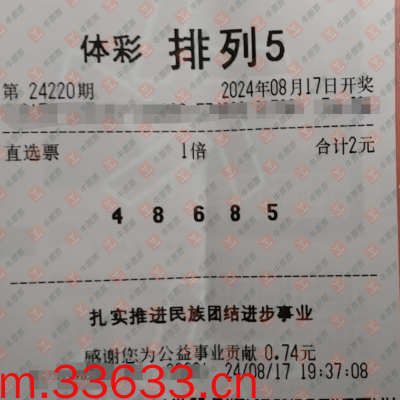 体彩 排列5
第 24220期 2024年08月17日开奖
直选票 1倍 合计2元
4 8 6 8 5
扎实推进民族团结进步事业
感谢您为公益事业贡献 0.74元
24/08/17 19:37:08
m.33633.cn